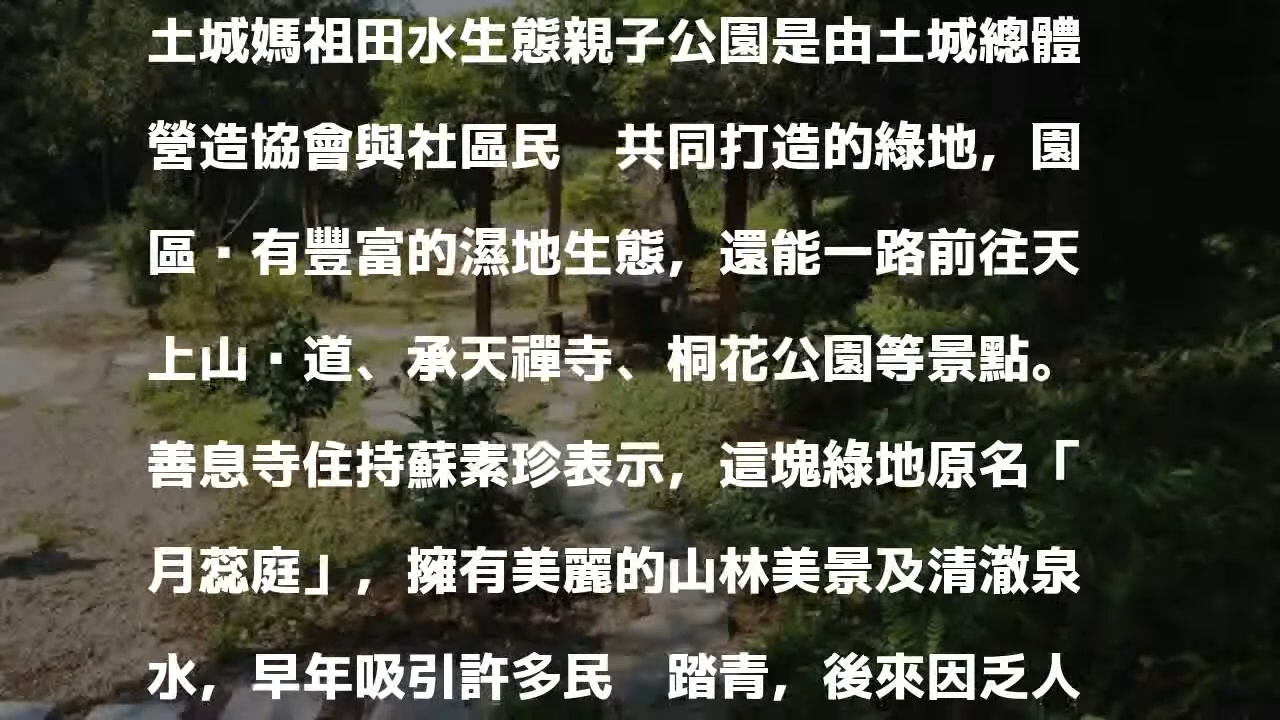 土城媽祖田水生態親子公園是由土城總體
營造協會與社區民　共同打造的綠地，園
區·有豐富的濕地生態，還能一路前往天
上山·道、承天禪寺、桐花公園等景點。
善息寺住持蘇素珍表示，這塊綠地原名「
月蕊庭」，擁有美麗的山林美景及清澈泉
水，早年吸引許多民　踏青，後來因乏人